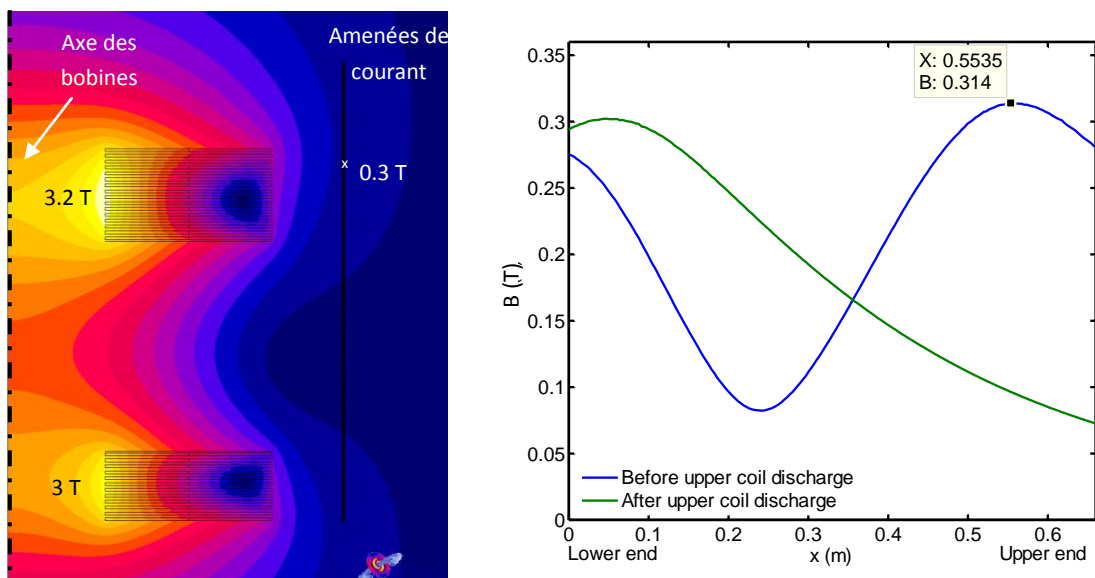 Axe des
bobines
Amenées de
courant
3.2 T
x 0.3 T
3 T
X: 0.5535
B: 0.314
0.35
0.3
0.25
0.2
0.15
0.1
0.05
0
B (T)
Before upper coil discharge
After upper coil discharge
0 0.1 0.2 0.3 0.4 0.5 0.6
Lower end x (m) Upper end